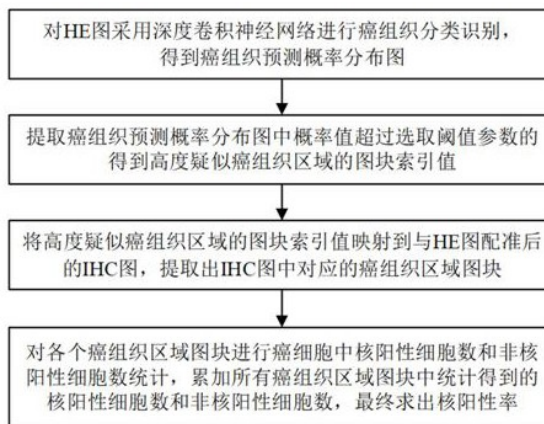 对HE图采用深度卷积神经网络进行癌组织分类识别，
得到癌组织预测概率分布图
提取癌组织预测概率分布图中概率值超过选取阈值参数的
得到高度疑似癌组织区域的图块索引值
将高度疑似癌组织区域的图块索引值映射到与HE图配准后
的IHC图，提取出IHC图中对应的癌组织区域图块
对各个癌组织区域图块进行癌细胞中核阳性细胞数和非核
阳性细胞数统计，累加所有癌组织区域图块中统计得到的
核阳性细胞数和非核阳性细胞数，最终求出核阳性率